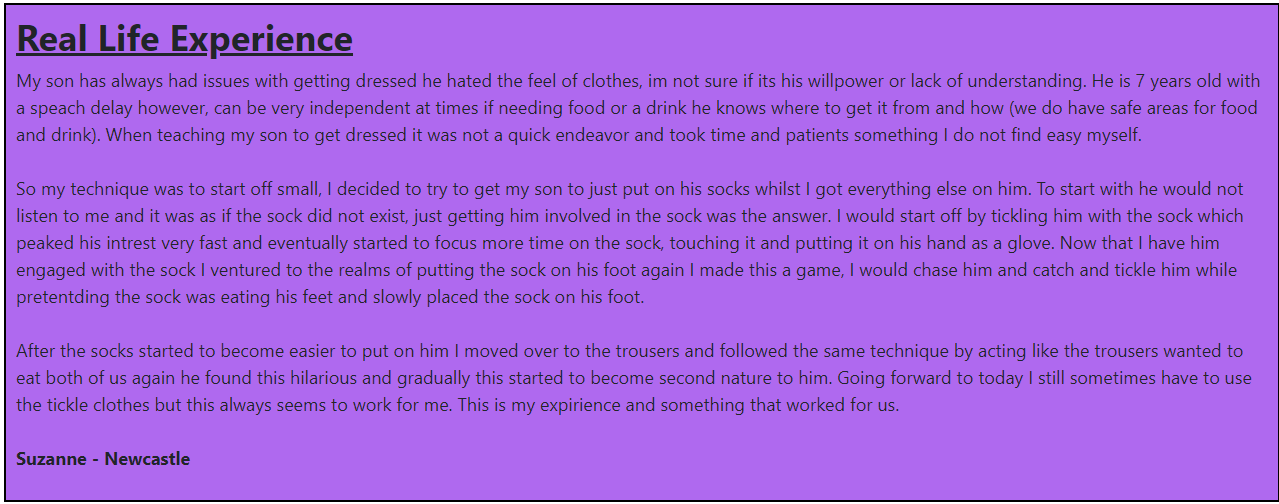 Real Life Experience
My son has always had issues with getting dressed he hated the feel of clothes, im not sure if its his willpower or lack of understanding. He is 7 years old with
a speach delay however, can be very independent at times if needing food or a drink he knows where to get it from and how (we do have safe areas for food
and drink). When teaching my son to get dressed it was not a quick endeavor and took time and patients something I do not find easy myself.
So my technique was to start off small, I decided to try to get my son to just put on his socks whilst I got everything else on him. To start with he would not
listen to me and it was as if the sock did not exist, just getting him involved in the sock was the answer. I would start off by tickling him with the sock which
peaked his intrest very fast and eventually started to focus more time on the sock, touching it and putting it on his hand as a glove. Now that I have him
engaged with the sock I ventured to the realms of putting the sock on his foot again I made this a game, I would chase him and catch and tickle him while
pretentding the sock was eating his feet and slowly placed the sock on his foot.
After the socks started to become easier to put on him I moved over to the trousers and followed the same technique by acting like the trousers wanted to
eat both of us again he found this hilarious and gradually this started to become second nature to him. Going forward to today I still sometimes have to use
the tickle clothes but this always seems to work for me. This is my expirience and something that worked for us.
Suzanne - Newcastle